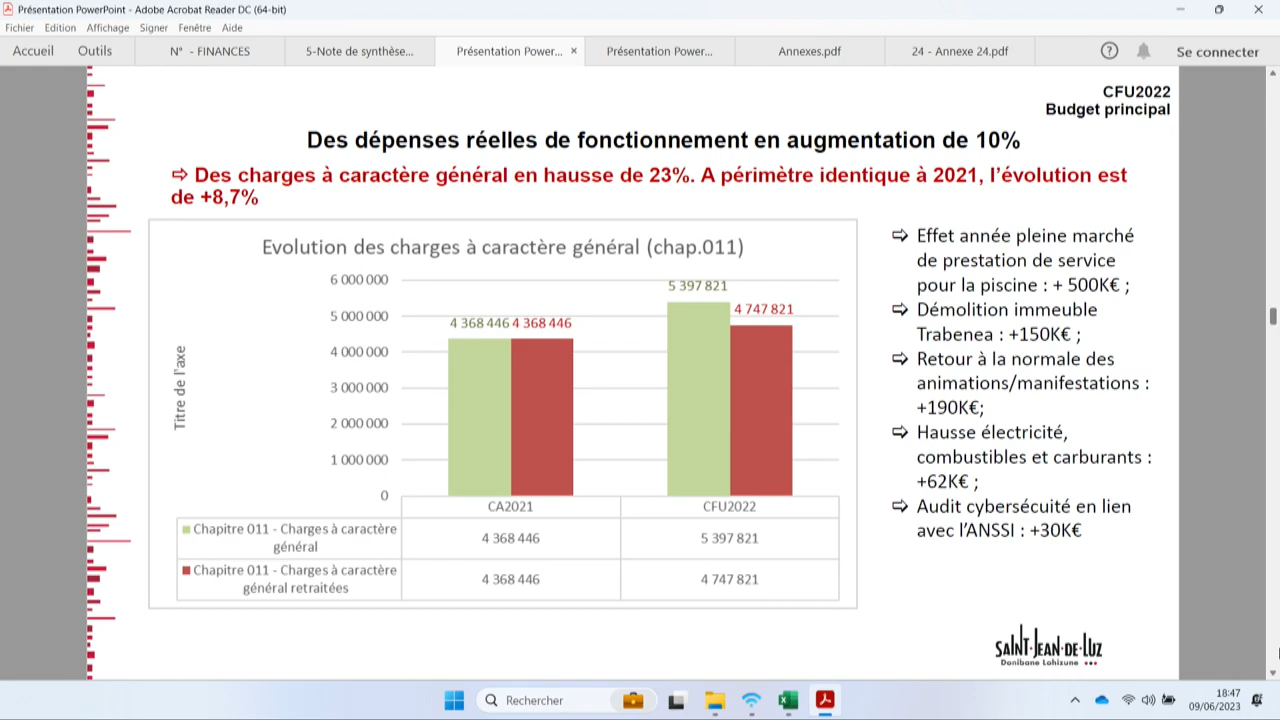 Présentation PowerPoint - Adobe Acrobat Reader DC (64-bit)
Fichier Edition Affichage Signer Fenêtre Aide
Accueil Outils N° - FINANCES 5-Note de synthèse... Présentation Power... × Présentation Power... Annexes.pdf 24 - Annexe 24.pdf ? Se connecter
CFU2022
Budget principal
Des dépenses réelles de fonctionnement en augmentation de 10%
⇨ Des charges à caractère général en hausse de 23%. A périmètre identique à 2021, l’évolution est
de +8,7%
Evolution des charges à caractère général (chap.011)
Titre de l'axe
6 000 000
5 000 000
4 000 000
3 000 000
2 000 000
1 000 000
0
4 368 446 4 368 446
5 397 821
4 747 821
CA2021 CFU2022
Chapitre 011 - Charges à caractère
général
4 368 446 5 397 821
Chapitre 011 - Charges à caractère
général retraitées
4 368 446 4 747 821
⇨ Effet année pleine marché
de prestation de service
pour la piscine : + 500K€ ;
⇨ Démolition immeuble
Trabenea : +150K€ ;
⇨ Retour à la normale des
animations/manifestations :
+190K€;
⇨ Hausse électricité,
combustibles et carburants :
+62K€ ;
⇨ Audit cybersécuité en lien
avec l’ANSSI : +30K€
SAINT-JEAN-DE-LUZ
Donibane Lohizune
Rechercher
18:47
09/06/2023